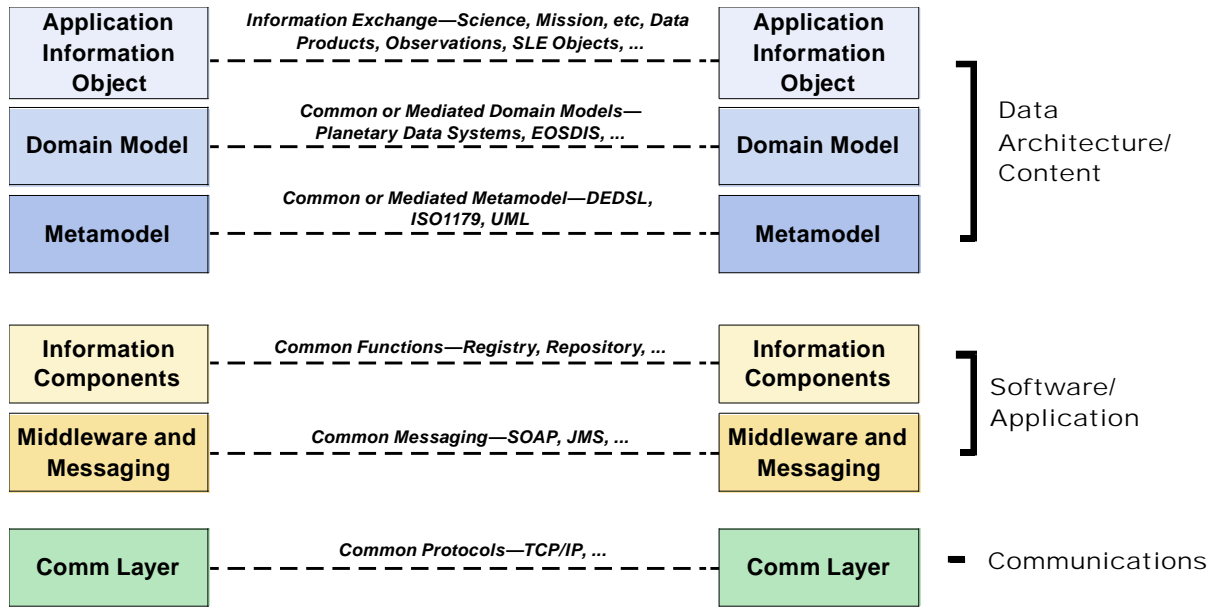 Application
Information
Object
Information Exchange—Science, Mission, etc, Data
Products, Observations, SLE Objects, ...
Application
Information
Object
Domain Model
Common or Mediated Domain Models—
Planetary Data Systems, EOSDIS, ...
Domain Model
Metamodel
Common or Mediated Metamodel—DEDSL,
ISO1179, UML
Metamodel
Data
Architecture/
Content
Information
Components
Common Functions—Registry, Repository, ...
Information
Components
Middleware and
Messaging
Common Messaging—SOAP, JMS, ...
Middleware and
Messaging
Software/
Application
Comm Layer
Common Protocols—TCP/IP, ...
Comm Layer
Communications